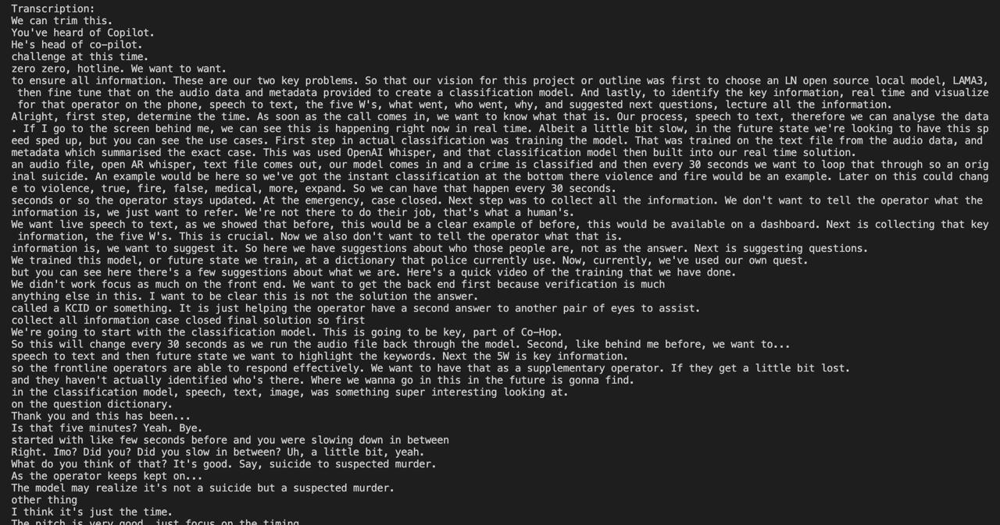 Transcription:
We can trim this.
You've heard of Copilot.
He's head of co-pilot.
challenge at this time.
zero zero, hotline. We want to want.
to ensure all information. These are our two key problems. So that our vision for this project or outline was first to choose an LN open source local model, LAMA3,
then fine tune that on the audio data and metadata provided to create a classification model. And lastly, to identify the key information, real time and visualize
for that operator on the phone, speech to text, the five W's, what went, who went, why, and suggested next questions, lecture all the information.
Alright, first step, determine the time. As soon as the call comes in, we want to know what that is. Our process, speech to text, therefore we can analyse the data
. If I go to the screen behind me, we can see this is happening right now in real time. Albeit a little bit slow, in the future state we're looking to have this sp
eed sped up, but you can see the use cases. First step in actual classification was training the model. That was trained on the text file from the audio data, and
metadata which summarised the exact case. This was used OpenAI Whisper, and that classification model then built into our real time solution.
an audio file, open AR whisper, text file comes out, our model comes in and a crime is classified and then every 30 seconds we want to loop that through so an orig
inal suicide. An example would be here so we've got the instant classification at the bottom there violence and fire would be an example. Later on this could chang
e to violence, true, fire, false, medical, more, expand. So we can have that happen every 30 seconds.
seconds or so the operator stays updated. At the emergency, case closed. Next step was to collect all the information. We don't want to tell the operator what the
information is, we just want to refer. We're not there to do their job, that's what a human's.
We want live speech to text, as we showed that before, this would be a clear example of before, this would be available on a dashboard. Next is collecting that key
information, the five W's. This is crucial. Now we also don't want to tell the operator what that is.
information is, we want to suggest it. So here we have suggestions about who those people are, not as the answer. Next is suggesting questions.
We trained this model, or future state we train, at a dictionary that police currently use. Now, currently, we've used our own quest.
but you can see here there's a few suggestions about what we are. Here's a quick video of the training that we have done.
We didn't work focus as much on the front end. We want to get the back end first because verification is much
anything else in this. I want to be clear this is not the solution the answer.
called a KCID or something. It is just helping the operator have a second answer to another pair of eyes to assist.
collect all information case closed final solution so first
We're going to start with the classification model. This is going to be key, part of Co-Hop.
So this will change every 30 seconds as we run the audio file back through the model. Second, like behind me before, we want to...
speech to text and then future state we want to highlight the keywords. Next the 5W is key information.
so the frontline operators are able to respond effectively. We want to have that as a supplementary operator. If they get a little bit lost.
and they haven't actually identified who's there. Where we wanna go in this in the future is gonna find.
in the classification model, speech, text, image, was something super interesting looking at.
on the question dictionary.
Thank you and this has been...
Is that five minutes? Yeah. Bye.
started with like few seconds before and you were slowing down in between
Right. Imo? Did you? Did you slow in between? Uh, a little bit, yeah.
What do you think of that? It's good. Say, suicide to suspected murder.
As the operator keeps kept on...
The model may realize it's not a suicide but a suspected murder.
other thing
I think it's just the time.
The pitch is very good, just focus on the timing